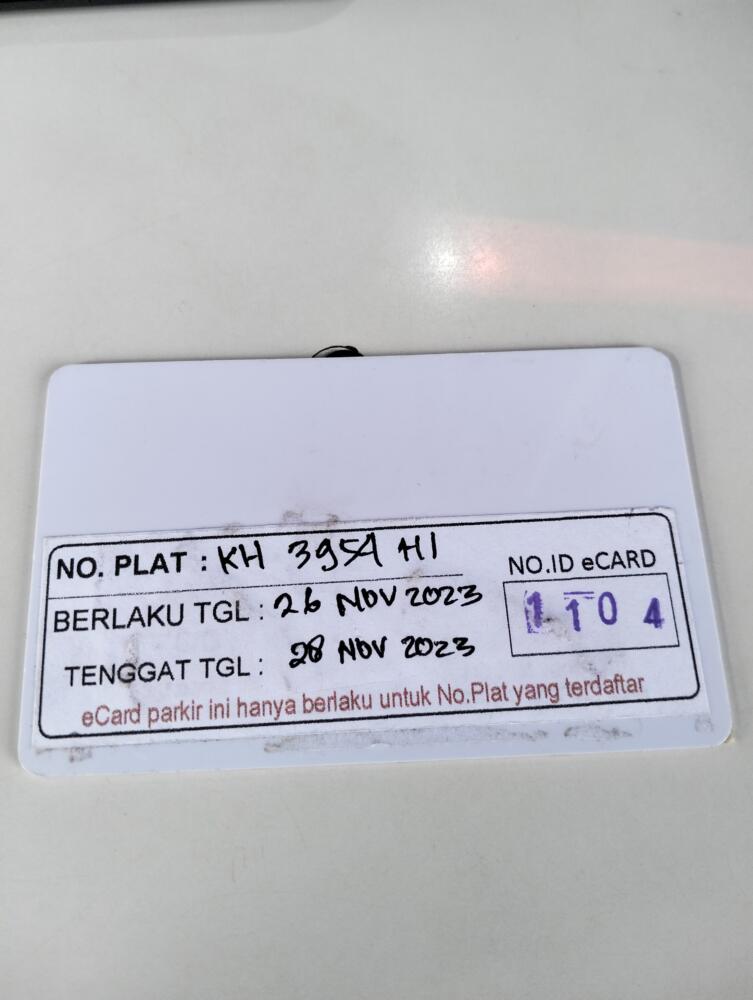 NO. PLAT : KH 3954 HI
NO.ID eCARD
BERLAKU TGL : 26 NOV 2023
1104
TENGGAT TGL : 28 NOV 2023
eCard parkir ini hanya berlaku untuk No.Plat yang terdaftar